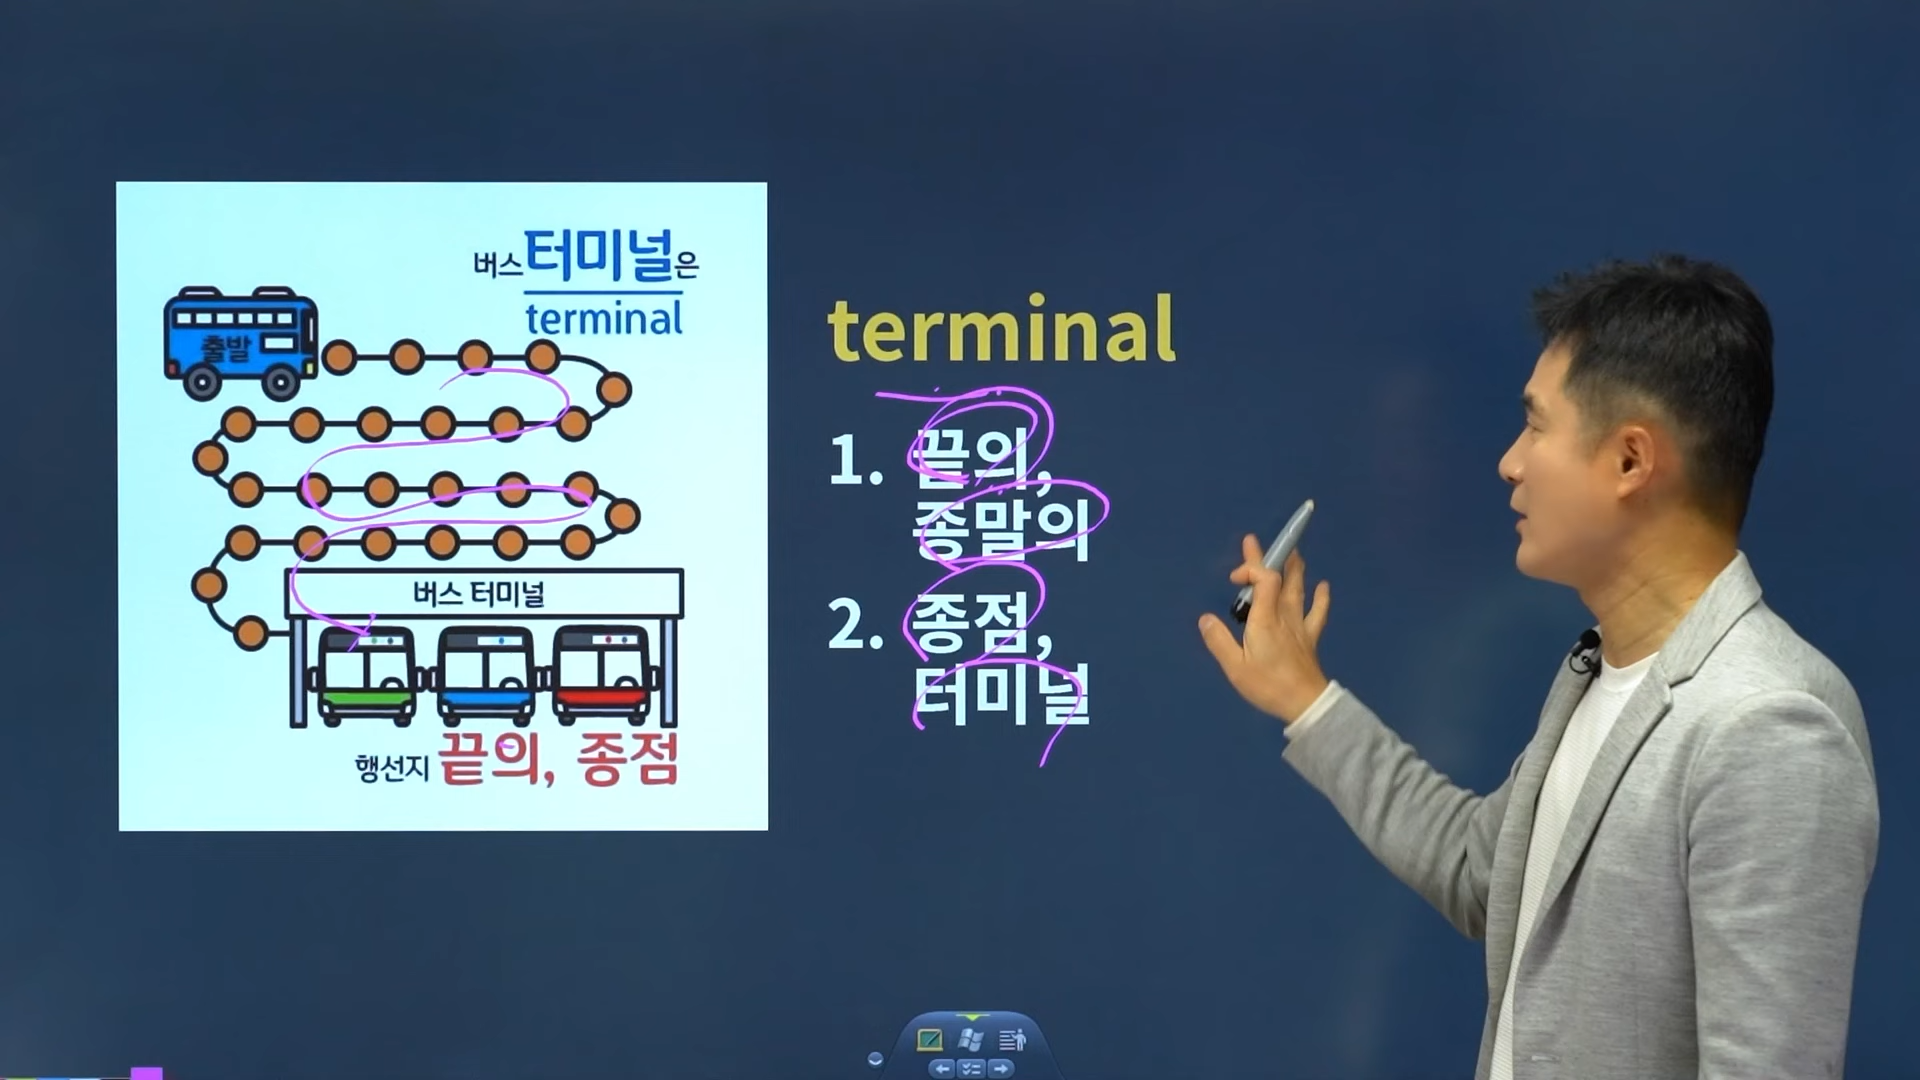 버스터미널은
terminal
출발
버스 터미널
행선지 끝의, 종점
terminal
1. 끝의,
종말의
2. 종점,
터미널